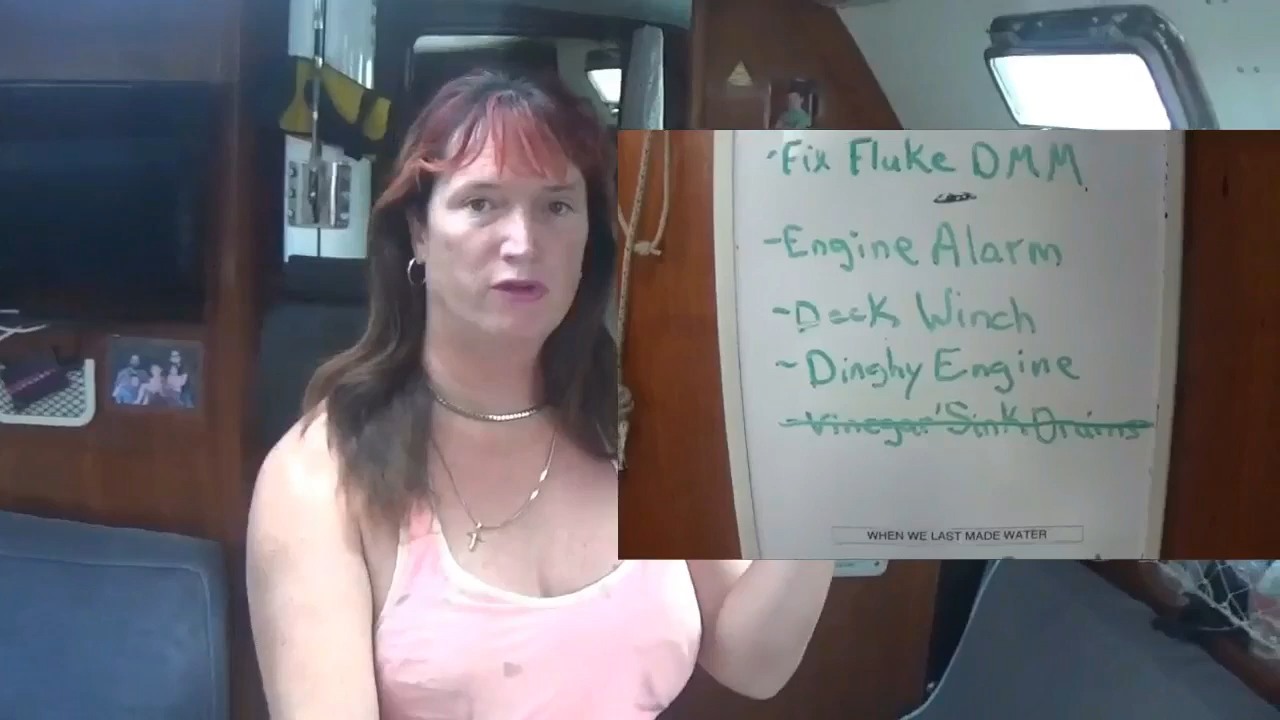 -Fix Fluke DMM
-Engine Alarm
-Deck Winch
-Dinghy Engine
-Vinegar Sink Drains
WHEN WE LAST MADE WATER